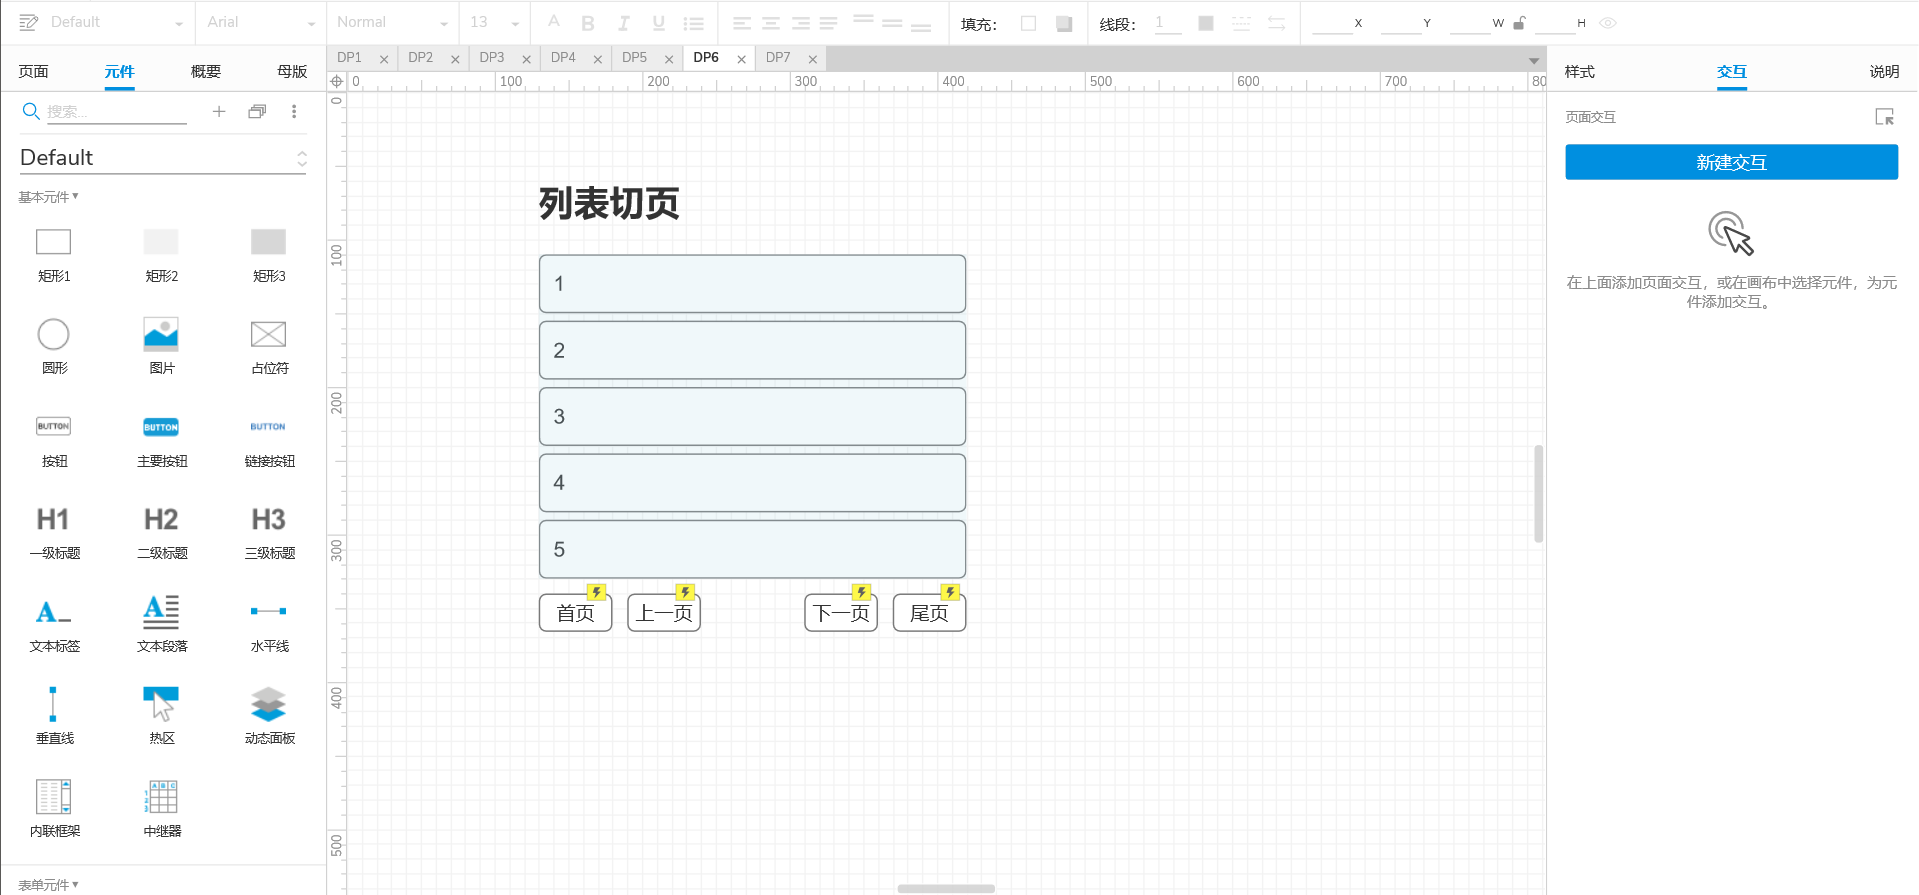 Default Arial Normal 13 填充: 线段: 1 X Y W H
页面 元件 概要 母版
DP1 DP2 DP3 DP4 DP5 DP6 DP7
样式 交互 说明
0 100 200 300 400 500 600 700 80
搜索...
Default
基本元件
矩形1 矩形2 矩形3
圆形 图片 占位符
BUTTON BUTTON BUTTON
按钮 主要按钮 链接按钮
H1 H2 H3
一级标题 二级标题 三级标题
A A
文本标签 文本段落 水平线
垂直线 热区 动态面板
A B C
1
2
3
内联框架 中继器
表单元件
0
100
200
300
400
500
列表切页
1
2
3
4
5
首页 上一页 下一页 尾页
页面交互
新建交互
在上面添加页面交互，或在画布中选择元件，为元
件添加交互。